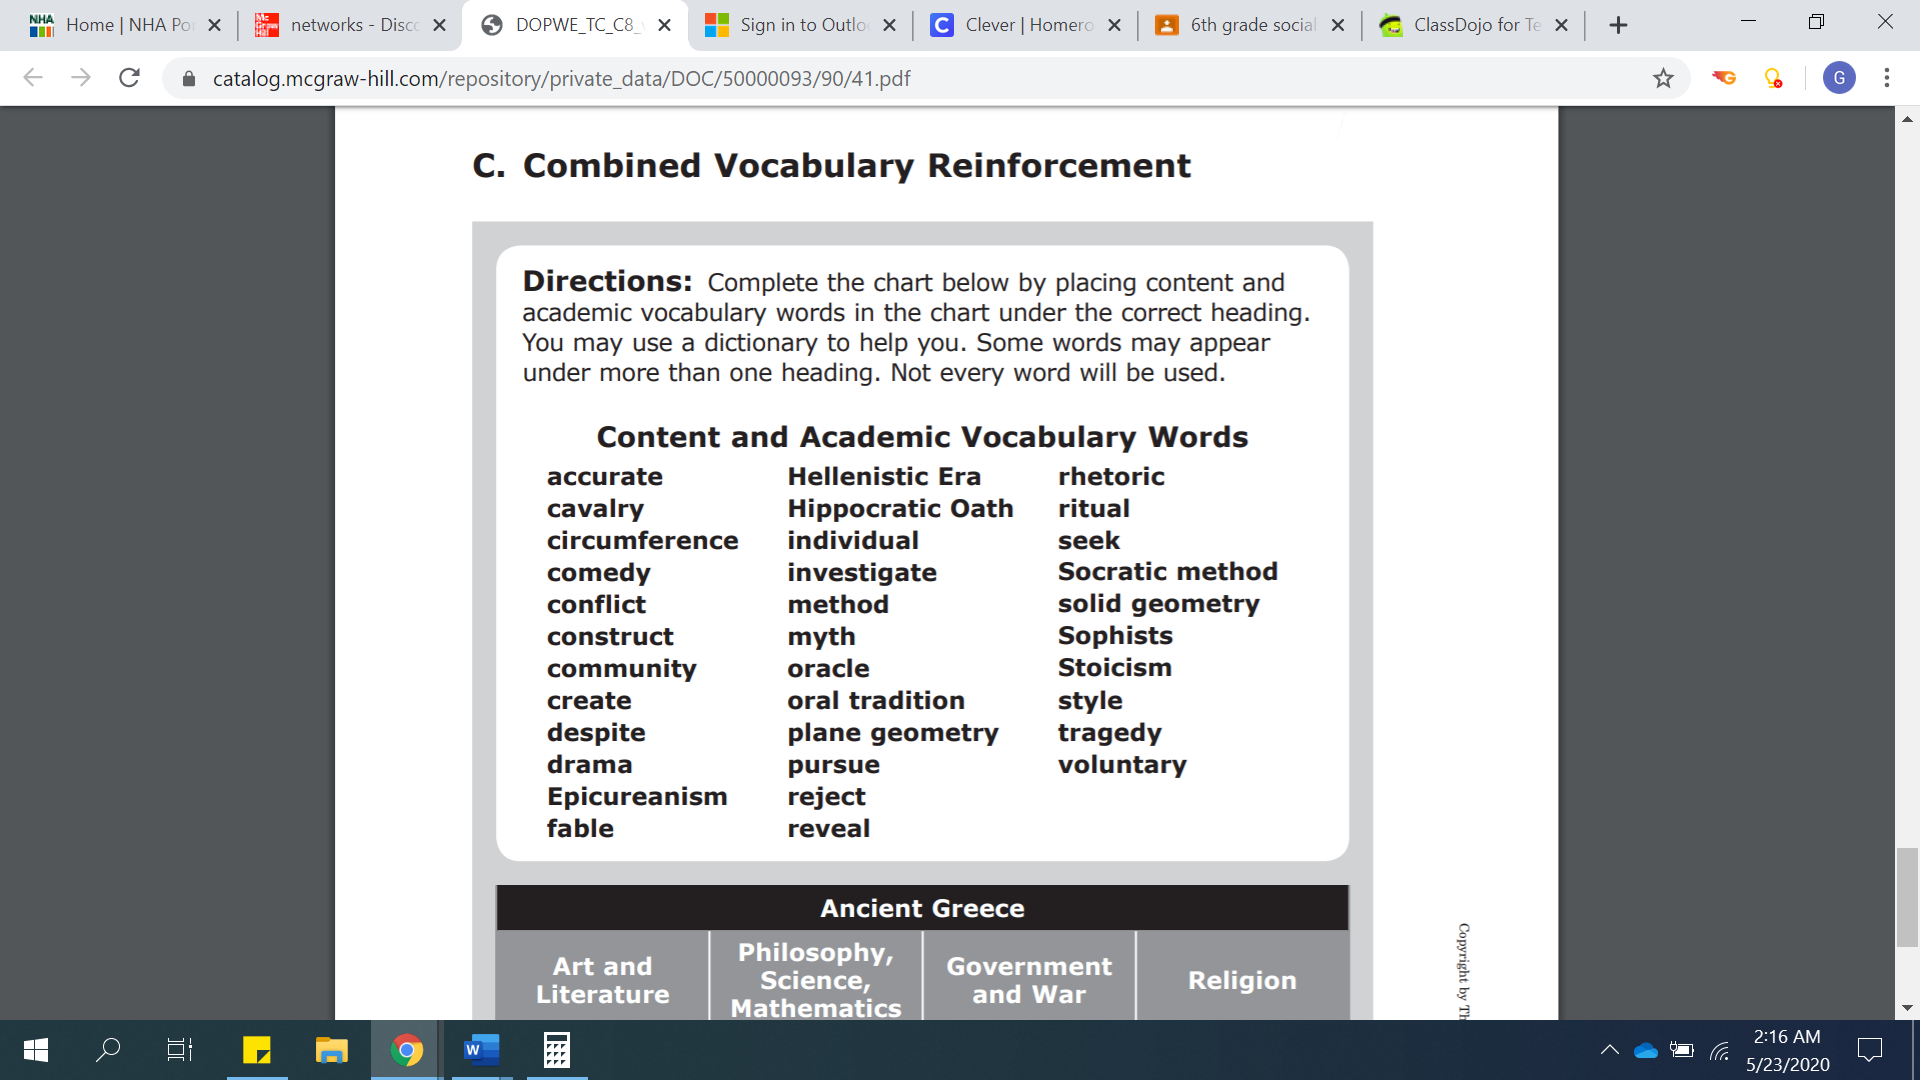 Home | NHA Po
networks - Disc
DOPWE_TC_C8_
Sign in to Outlo
Clever | Homero
6th grade social
ClassDojo for Te
catalog.mcgraw-hill.com/repository/private_data/DOC/50000093/90/41.pdf
G
C. Combined Vocabulary Reinforcement
Directions: Complete the chart below by placing content and
academic vocabulary words in the chart under the correct heading.
You may use a dictionary to help you. Some words may appear
under more than one heading. Not every word will be used.
Content and Academic Vocabulary Words
accurate
cavalry
circumference
comedy
conflict
construct
community
create
despite
drama
Epicureanism
fable
Hellenistic Era
Hippocratic Oath
individual
investigate
method
myth
oracle
oral tradition
plane geometry
pursue
reject
reveal
rhetoric
ritual
seek
Socratic method
solid geometry
Sophists
Stoicism
style
tragedy
voluntary
Ancient Greece
Art and
Literature
Philosophy,
Science,
Mathematics
Government
and War
Religion
Copyright by Th
2:16 AM
5/23/2020